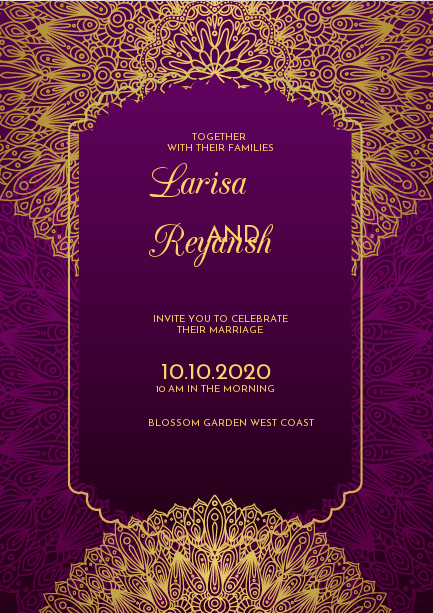 TOGETHER
WITH THEIR FAMILIES
Larisa
AND
Reyansh
INVITE YOU TO CELEBRATE
THEIR MARRIAGE
10.10.2020
10 AM IN THE MORNING
BLOSSOM GARDEN WEST COAST